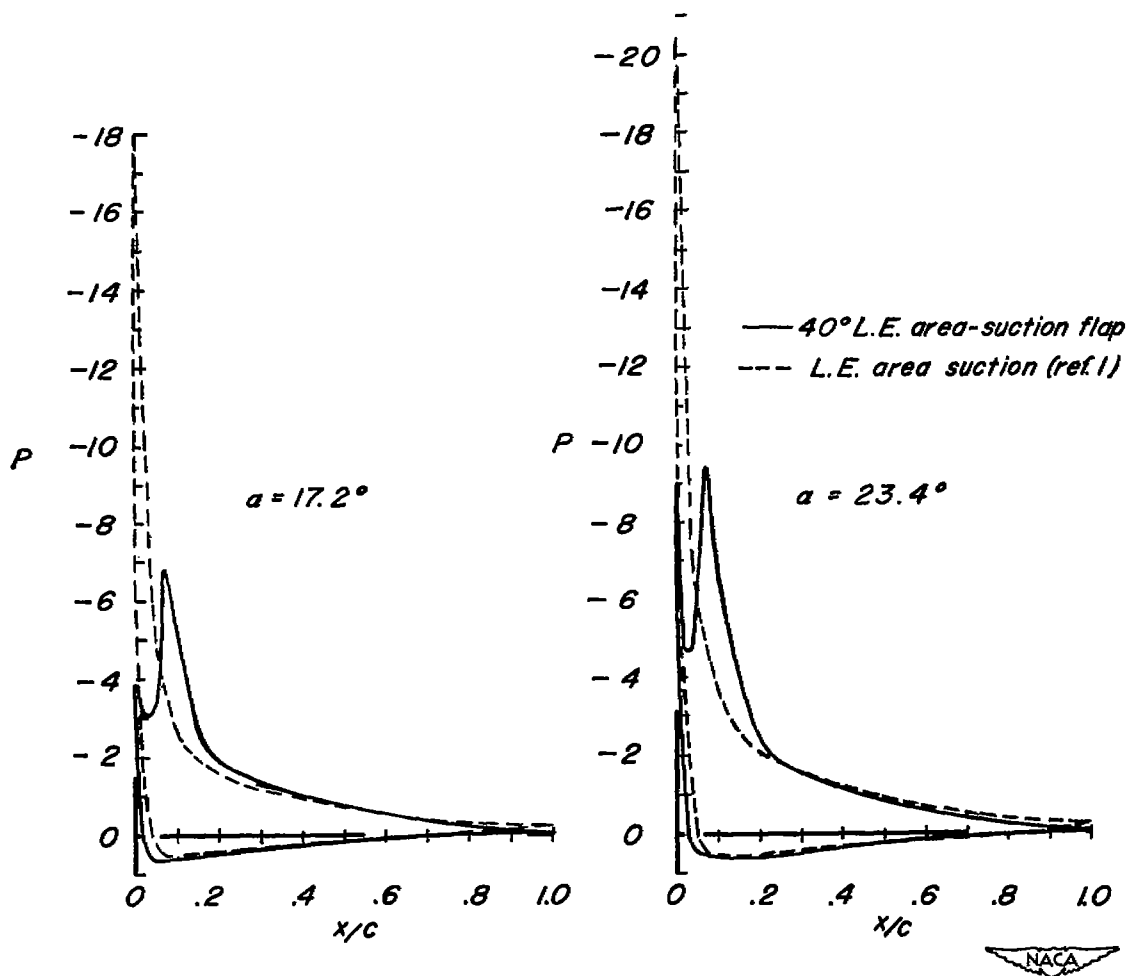 -18
-16
-14
-12
-10
-8
-6
-4
-2
0
P
a = 17.2°
0 .2 .4 .6 .8 1.0
x/c
-20
-18
-16
-14
-12
P -10
-8
-6
-4
-2
0
40° L.E. area-suction flap
L.E. area suction (ref. 1)
a = 23.4°
0 .2 .4 .6 .8 1.0
x/c
NACA